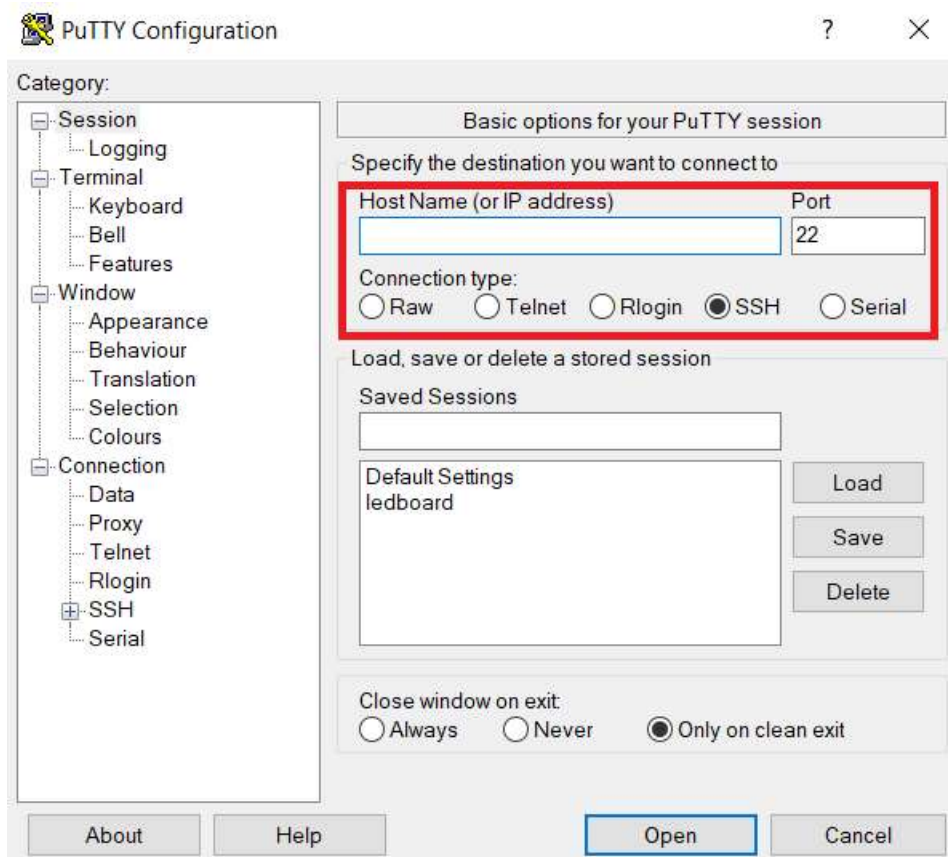 PuTTY Configuration
?
Category:
Session
Logging
Terminal
Keyboard
Bell
Features
Window
Appearance
Behaviour
Translation
Selection
Colours
Connection
Data
Proxy
Telnet
Rlogin
SSH
Serial
Basic options for your PuTTY session
Specify the destination you want to connect to
Host Name (or IP address) Port
22
Connection type:
Raw Telnet Rlogin SSH Serial
Load, save or delete a stored session
Saved Sessions
Default Settings
ledboard
Load
Save
Delete
Close window on exit:
Always Never Only on clean exit
About Help Open Cancel